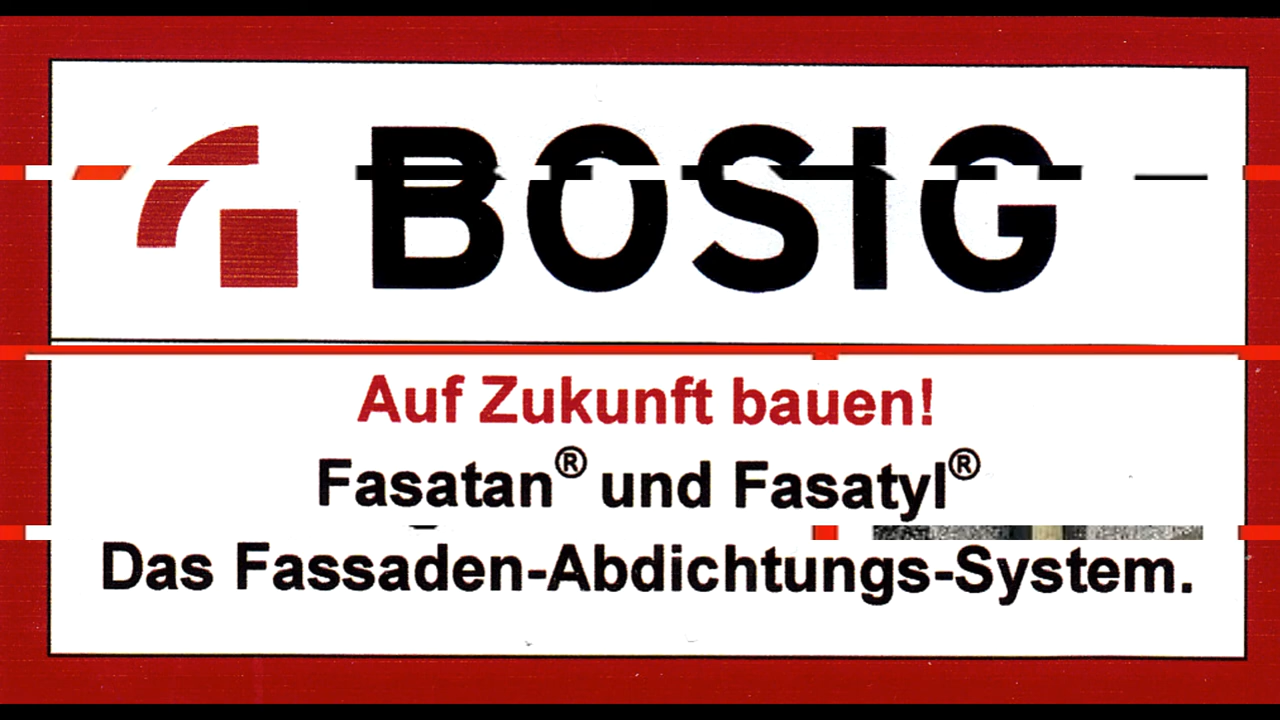 BOSIG
Auf Zukunft bauen!
Fasatan® und Fasatyl®
Das Fassaden-Abdichtungs-System.